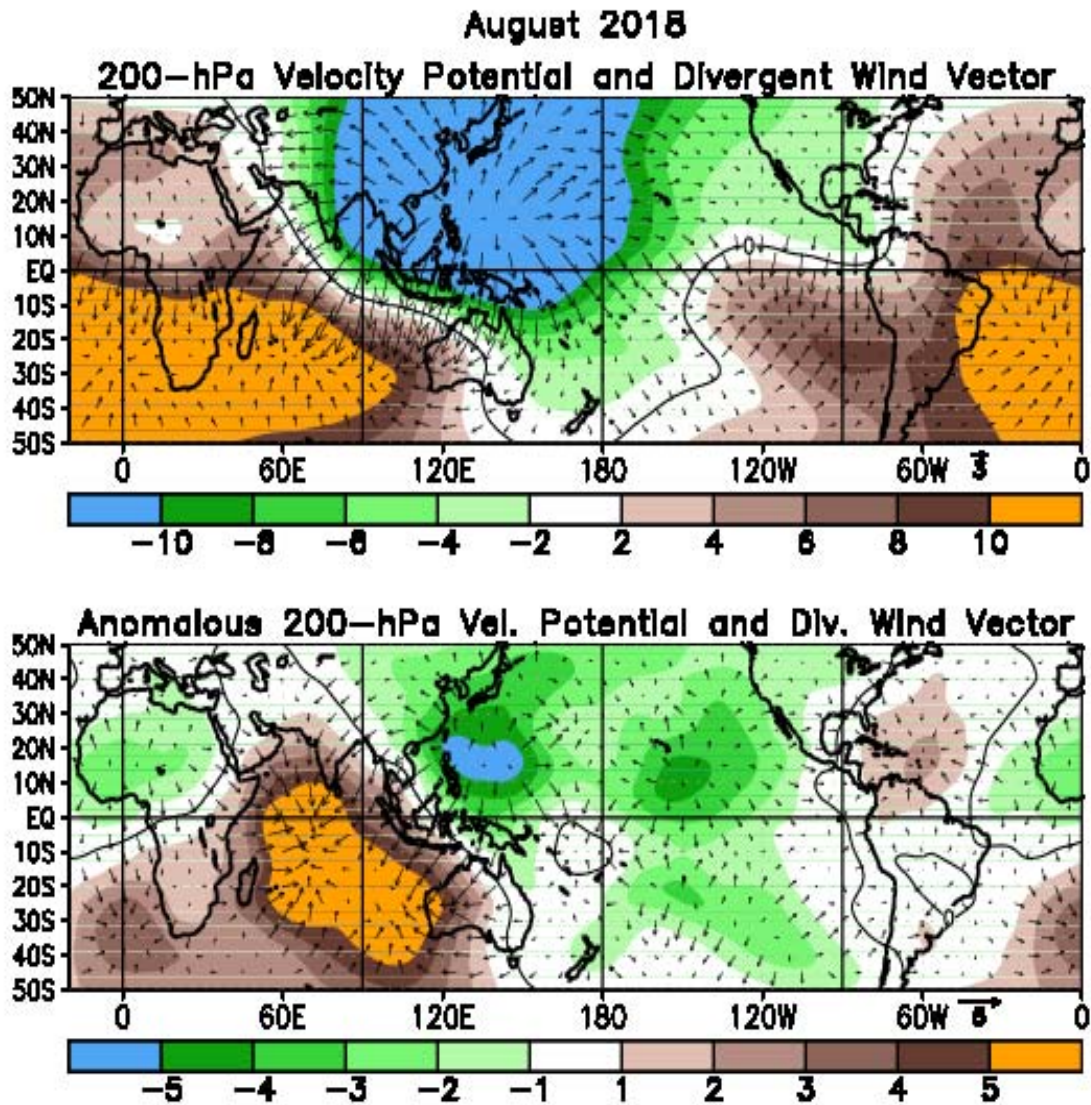 August 2018
200-hPa Velocity Potential and Divergent Wind Vector
50N
40N
30N
20N
10N
EQ
10S
20S
30S
40S
50S
0
0 60E 120E 180 120W 60W 3 0
-10 -8 -6 -4 -2 2 4 6 8 10
Anomalous 200-hPa Vel. Potential and Div. Wind Vector
50N
40N
30N
20N
10N
EQ
10S
20S
30S
40S
50S
0
0 60E 120E 180 120W 60W 0
-5 -4 -3 -2 -1 1 2 3 4 5